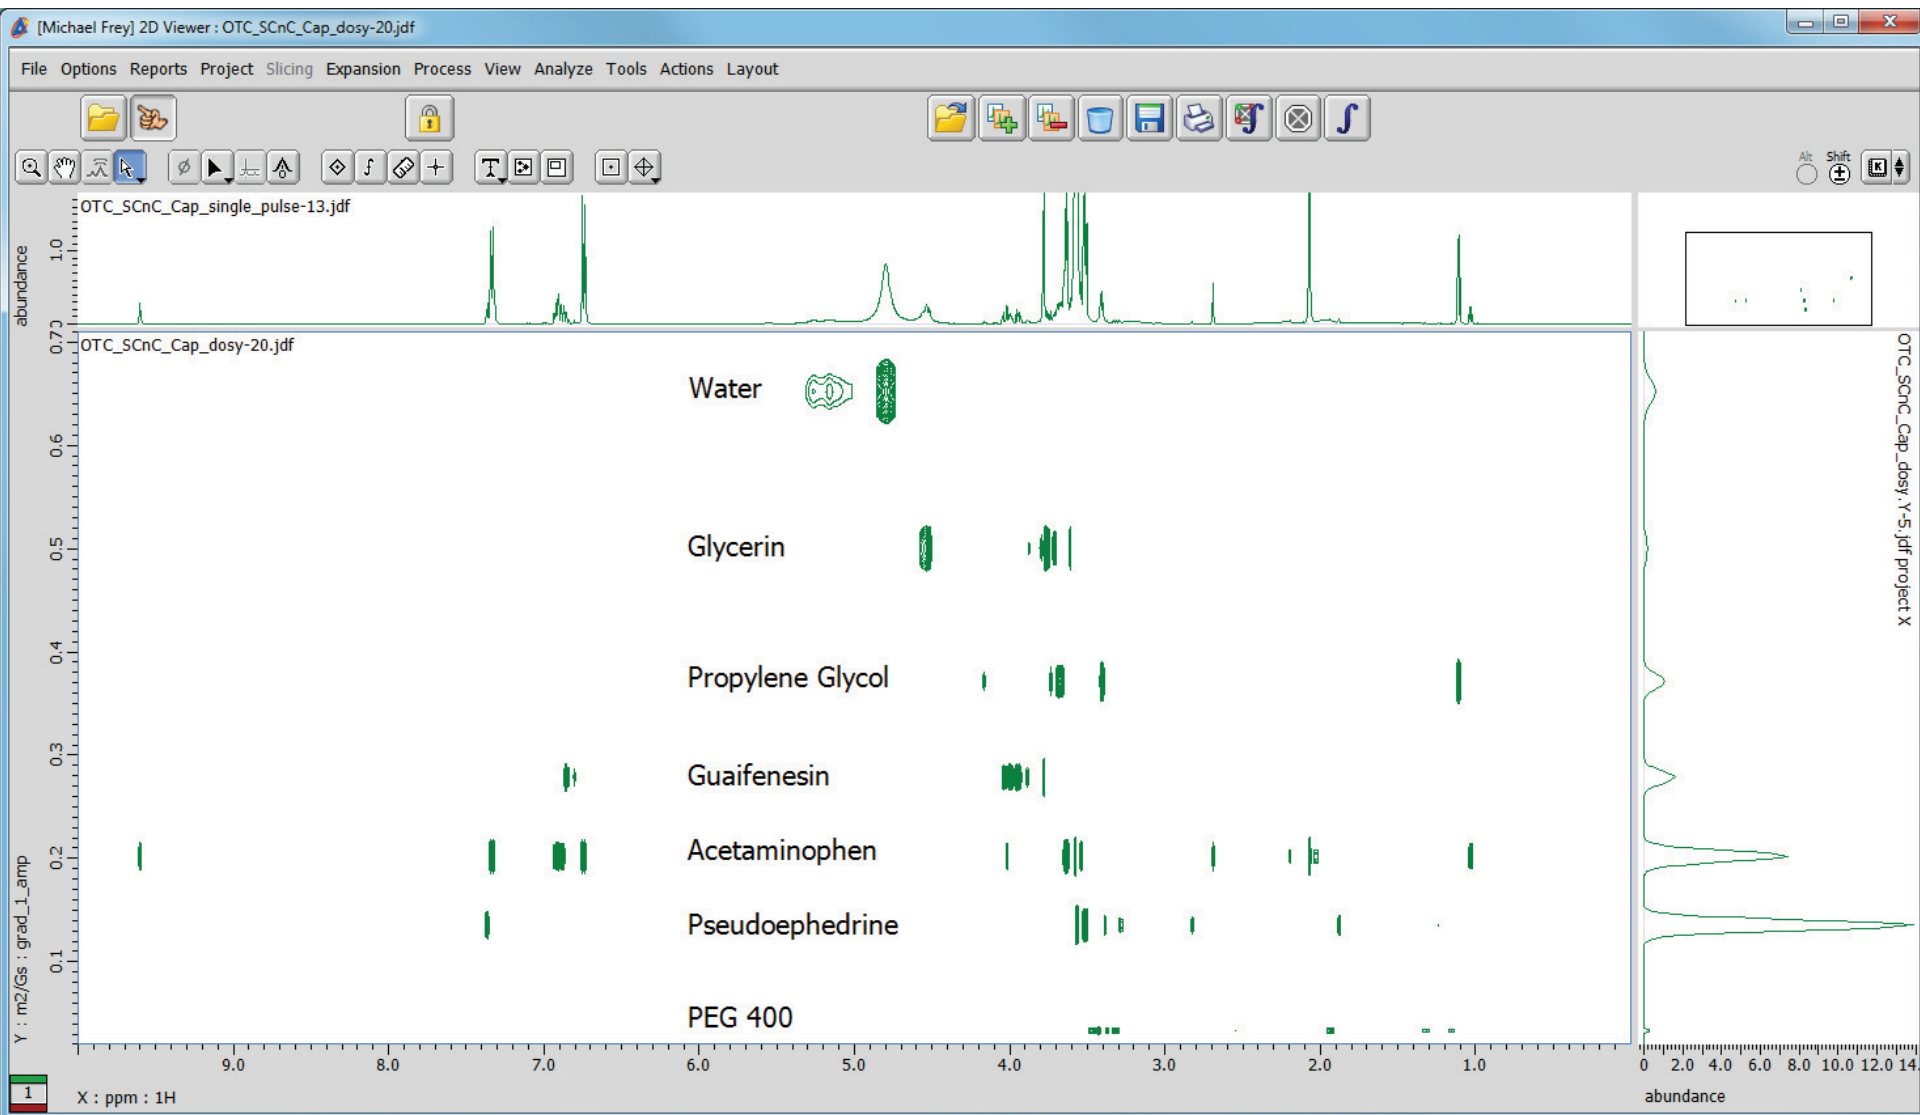 [Michael Frey] 2D Viewer : OTC_SCnC_Cap_dosy-20.jdf
File Options Reports Project Slicing Expansion Process View Analyze Tools Actions Layout
Alt Shift
OTC_SCnC_Cap_single_pulse-13.jdf
abundance
1.0
OTC_SCnC_Cap_dosy-20.jdf
Water
Glycerin
Propylene Glycol
Guaifenesin
Acetaminophen
Pseudoephedrine
PEG 400
0.6
0.5
0.4
0.3
0.2
0.1
Y : m2/Gs : grad_1_amp
9.0 8.0 7.0 6.0 5.0 4.0 3.0 2.0 1.0
X : ppm : 1H
1
OTC_SCnC_Cap_dosy.Y-5.jdf project X
0 2.0 4.0 6.0 8.0 10.0 12.0 14.
abundance